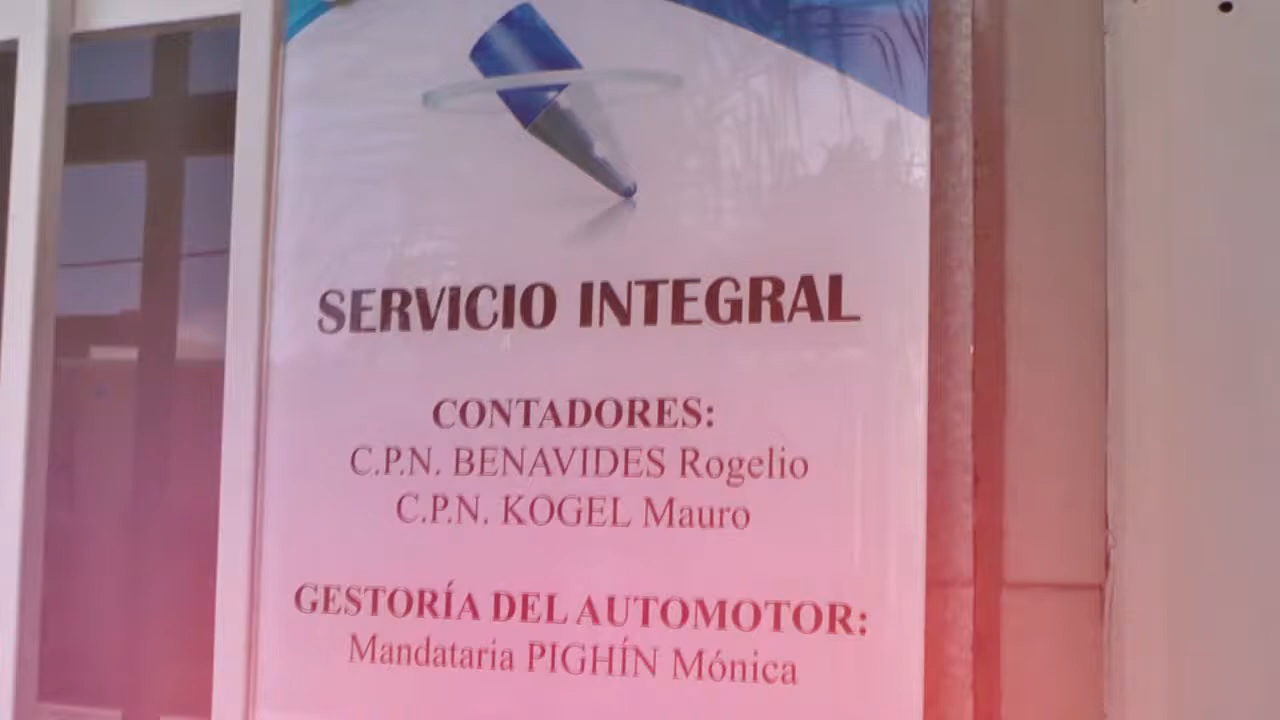 SERVICIO INTEGRAL
CONTADORES:
C.P.N. BENAVIDES Rogelio
C.P.N. KOGEL Mauro
GESTORÍA DEL AUTOMOTOR:
Mandataria PIGHÍN Mónica